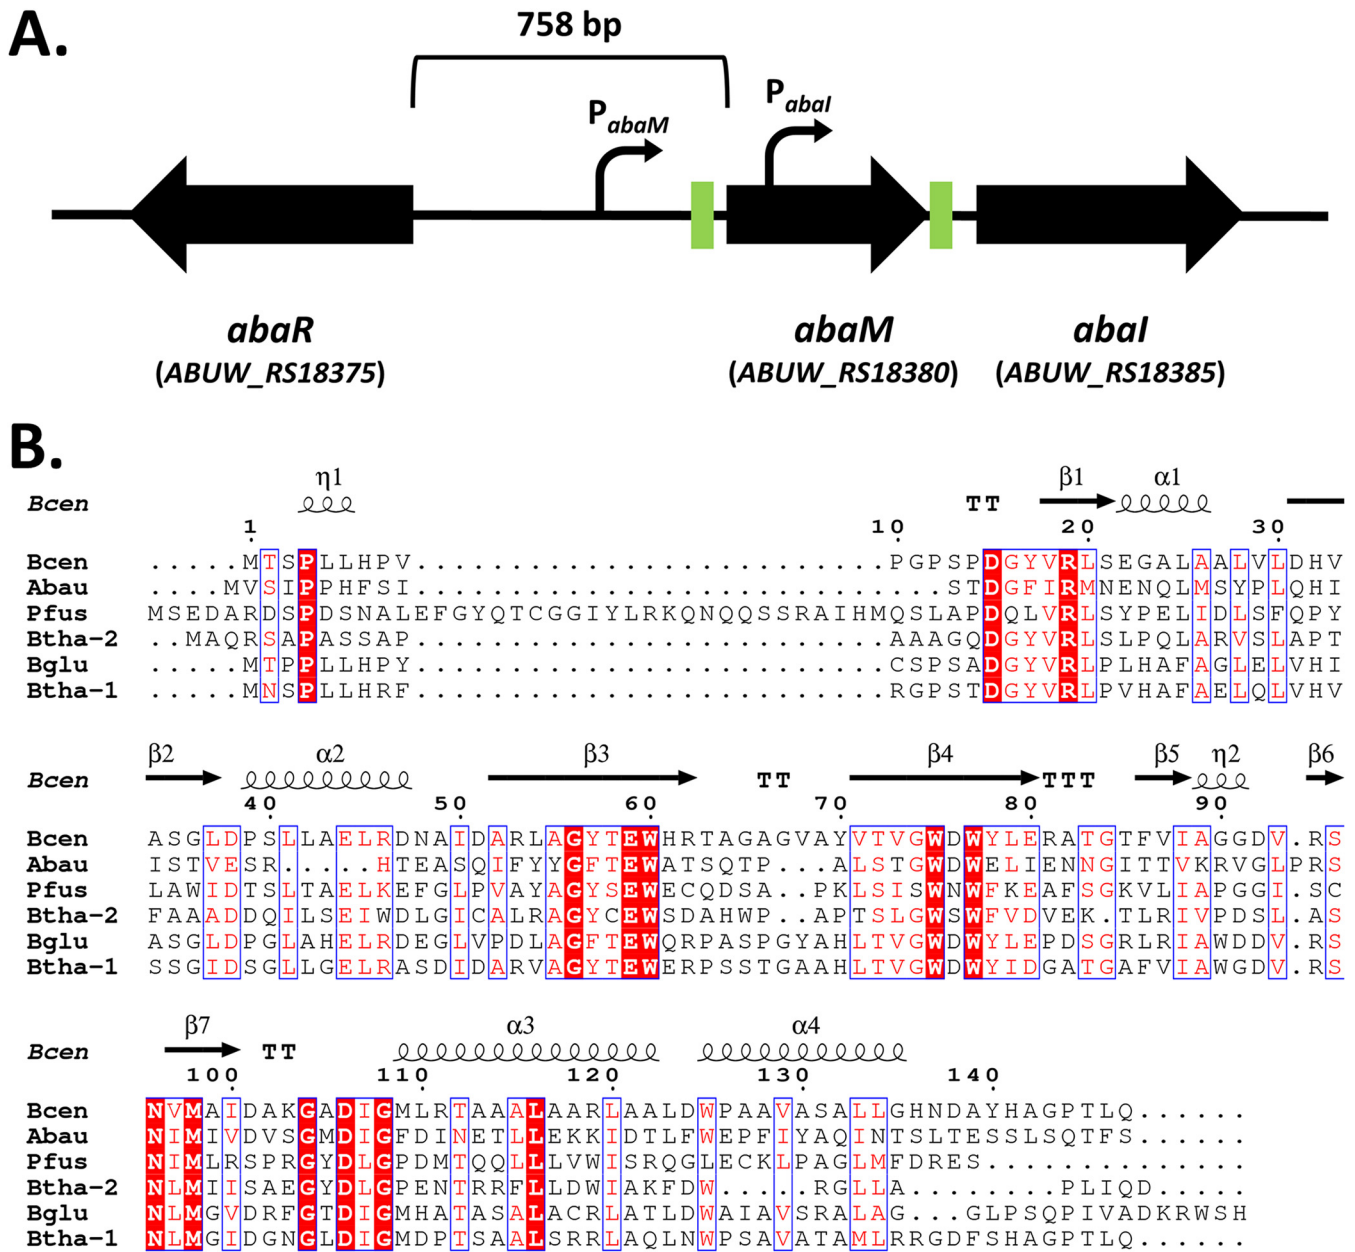 A.
758 bp
PabaM
PabaI
abaR
abaM
abaI
(ABUW_RS18375)
(ABUW_RS18380)
(ABUW_RS18385)
B.
η1 β1 α1
Bcen TT
1 10 20 30
Bcen .....MTSPLLHPV.........................PGPSPDGYVRLSEGALAALVLDHV
Abau ....MVSIPPHFSI............................STDGFIRMNENQLMSYPLQHI
Pfus MSEDARDSPDSNALEFGYQTCGGIYLRKQNQQSSRAIHMQSLAPDQLVRLSYPELIDLSFQPY
Btha-2 ..MAQRSAPASSAP.........................AAAGQDGYVRLSLPQLARVSLAPT
Bglu .....MTPPLLHPY.........................CSPSADGYVRLPLHAFAGLELVHI
Btha-1 .....MNSPLLHRF.........................RGPSTDGYVRLPVHAFAELQLVHV
β2 α2 β3 β4 β5 η2 β6
Bcen TT TTT
40 50 60 70 80 90
Bcen ASGLDPSLLAELRDNAIDARLAGYTEWHRTAGAGVAYVTVGWDWYLERATGTFVIAGGDV.RS
Abau ISTVESR.....HTEASQIFYYGFTEWATSQTP..ALSTGWDWELIENNGITTVKRVGLPRS
Pfus LAWIDTSLTAELKEFGLPVAYAGYSEWECQDSA..PKLSISWNWFKEAFSGKVLIAPGGI.SC
Btha-2 FAAADDQILSEIWDLGICALRAGYCEWSDAHWP..APTSLGWSWFVDVEK.TLRIVPDSL.AS
Bglu ASGLDPGLAHELRDEGLVPDLAGFTEWQRPASPGYAHLTVGWDWYLEPDSGRLRIAWDDV.RS
Btha-1 SSGIDSGLLGELRASDIDARVAGYTEWERPSSTGAAHLTVGWDWYIDGATGAFVIAWGDV.RS
β7 α3 α4
Bcen TT
100 110 120 130 140
Bcen NVMAIDAKGADIGMLRTAAALAARLAALDWPAAVASALLGHNDAYHAGPTLQ......
Abau NIMIVDVSGMDIGFDINETLLEKKIDTLFWEPFIYAQINTSLTESSLSQTFS......
Pfus NIMLRSPRGYDLGPDMTQQLLLVWISRQGLECKLPAGLMFDRES..............
Btha-2 NLMIISAEGYDLGPENTRRFLLDWIAKFDW.....RGLLA........PLIQD.....
Bglu NLMGVDRFGTDIGMHATASALACRLATLDWAIAVSRALAG...GLPSQPIVADKRWSH
Btha-1 NLMGIDGNGLDIGMDPTSAALSRRLAQLNWPSAVATAMLRRGDFSHAGPTLQ......